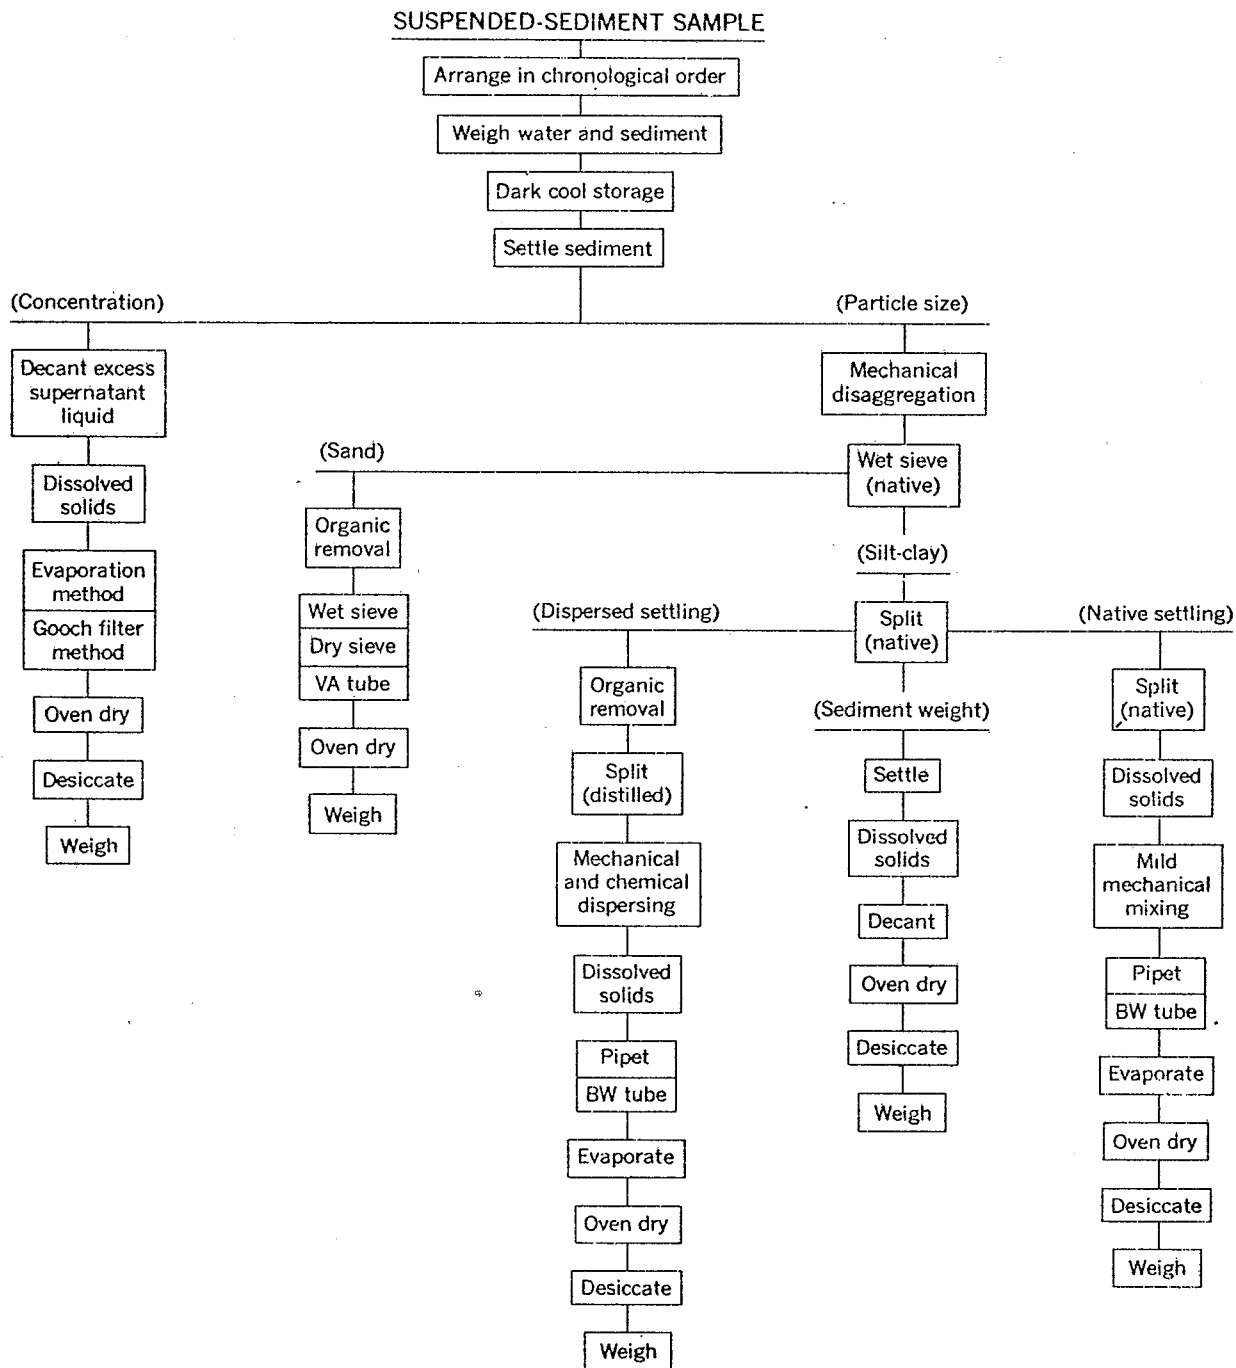 SUSPENDED-SEDIMENT SAMPLE
Arrange in chronological order
Weigh water and sediment
Dark cool storage
Settle sediment
(Concentration)
Decant excess
supernatant
liquid
Dissolved
solids
Evaporation
method
Gooch filter
method
Oven dry
Desiccate
Weigh
(Particle size)
Mechanical
disaggregation
Wet sieve
(native)
(Sand)
Organic
removal
Wet sieve
Dry sieve
VA tube
Oven dry
Weigh
(Silt-clay)
Split
(native)
(Dispersed settling)
Organic
removal
Split
(distilled)
Mechanical
and chemical
dispersing
Dissolved
solids
Pipet
BW tube
Evaporate
Oven dry
Desiccate
Weigh
(Sediment weight)
Settle
Dissolved
solids
Decant
Oven dry
Desiccate
Weigh
(Native settling)
Split
(native)
Dissolved
solids
Mild
mechanical
mixing
Pipet
BW tube
Evaporate
Oven dry
Desiccate
Weigh